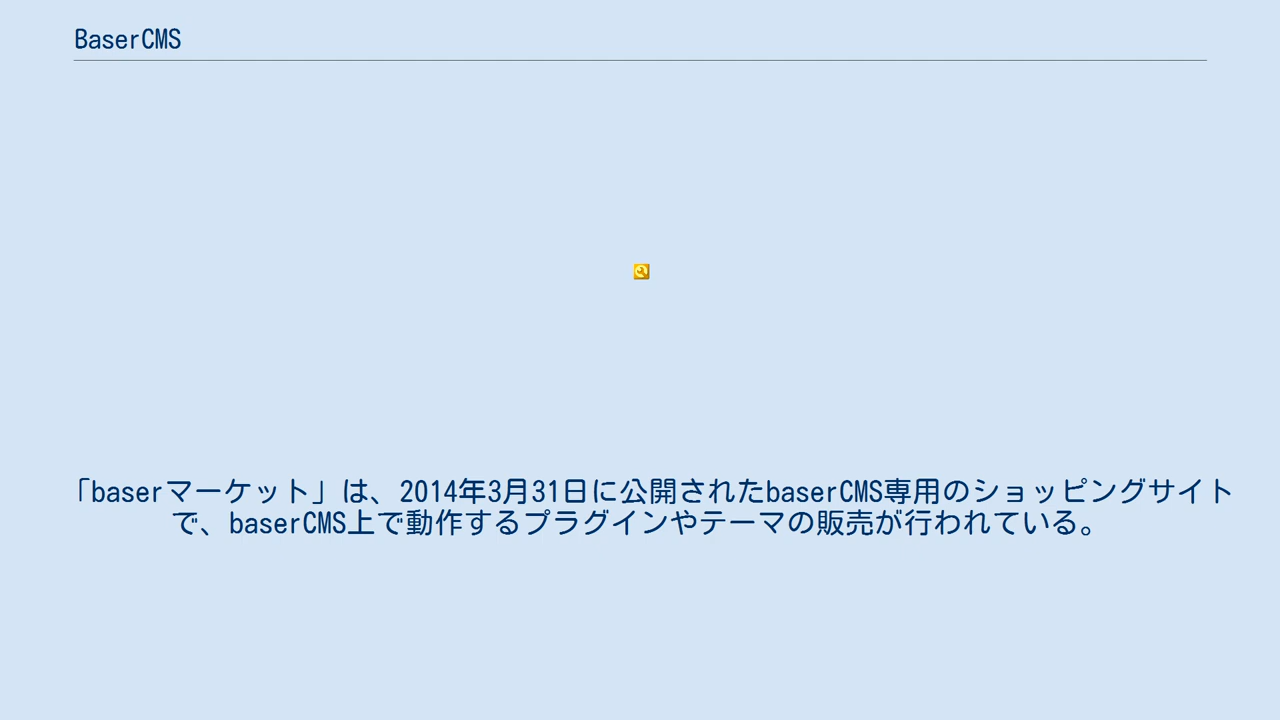 BaserCMS
「baserマーケット」は、2014年3月31日に公開されたbaserCMS専用のショッピングサイト
で、baserCMS上で動作するプラグインやテーマの販売が行われている。